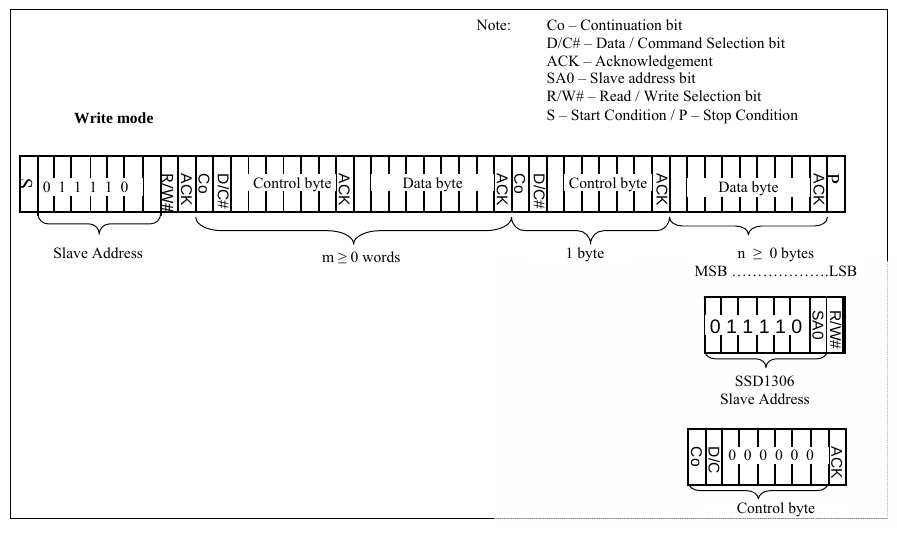 Note: Co – Continuation bit
D/C# – Data / Command Selection bit
ACK – Acknowledgement
SA0 – Slave address bit
R/W# – Read / Write Selection bit
S – Start Condition / P – Stop Condition
Write mode
S 0 1 1 1 1 0 R/W# ACK Co D/C# Control byte ACK Data byte ACK Co D/C# Control byte ACK Data byte ACK P
Slave Address
m ≥ 0 words
1 byte
n ≥ 0 bytes
MSB ………………….LSB
0 1 1 1 1 0 SA0 R/W#
SSD1306
Slave Address
Co D/C 0 0 0 0 0 0 ACK
Control byte